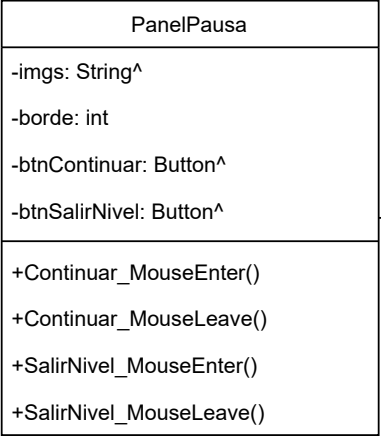 PanelPausa
-imgs: String^
-borde: int
-btnContinuar: Button^
-btnSalirNivel: Button^
+Continuar_MouseEnter()
+Continuar_MouseLeave()
+SalirNivel_MouseEnter()
+SalirNivel_MouseLeave()